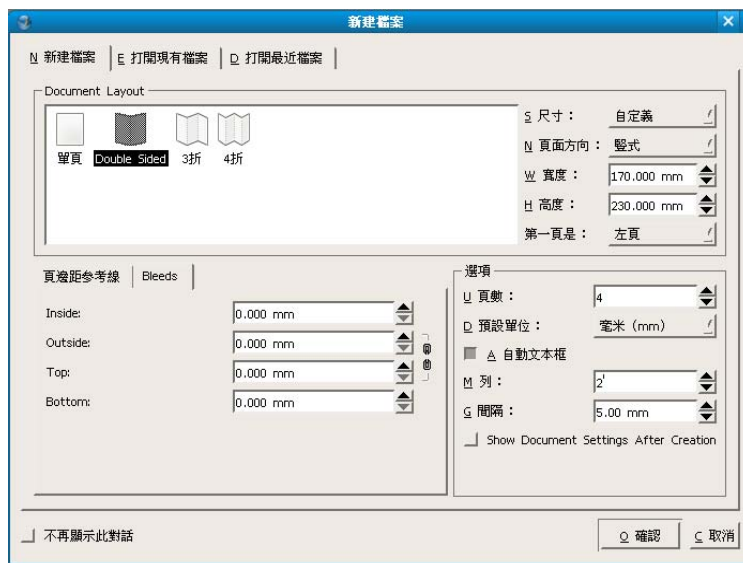 新建檔案
N 新建檔案 E 打開現有檔案 D 打開最近檔案
Document Layout
單頁 Double Sided 3折 4折
S 尺寸： 自定義
N 頁面方向： 豎式
W 寬度： 170.000 mm
H 高度： 230.000 mm
第一頁是： 左頁
頁邊距參考線 Bleeds
Inside: 0.000 mm
Outside: 0.000 mm
Top: 0.000 mm
Bottom: 0.000 mm
選項
U 頁數： 4
D 預設單位： 毫米（mm）
A 自動文本框
M 列： 2
G 間隔： 5.00 mm
Show Document Settings After Creation
不再顯示此對話
O 確認 C 取消